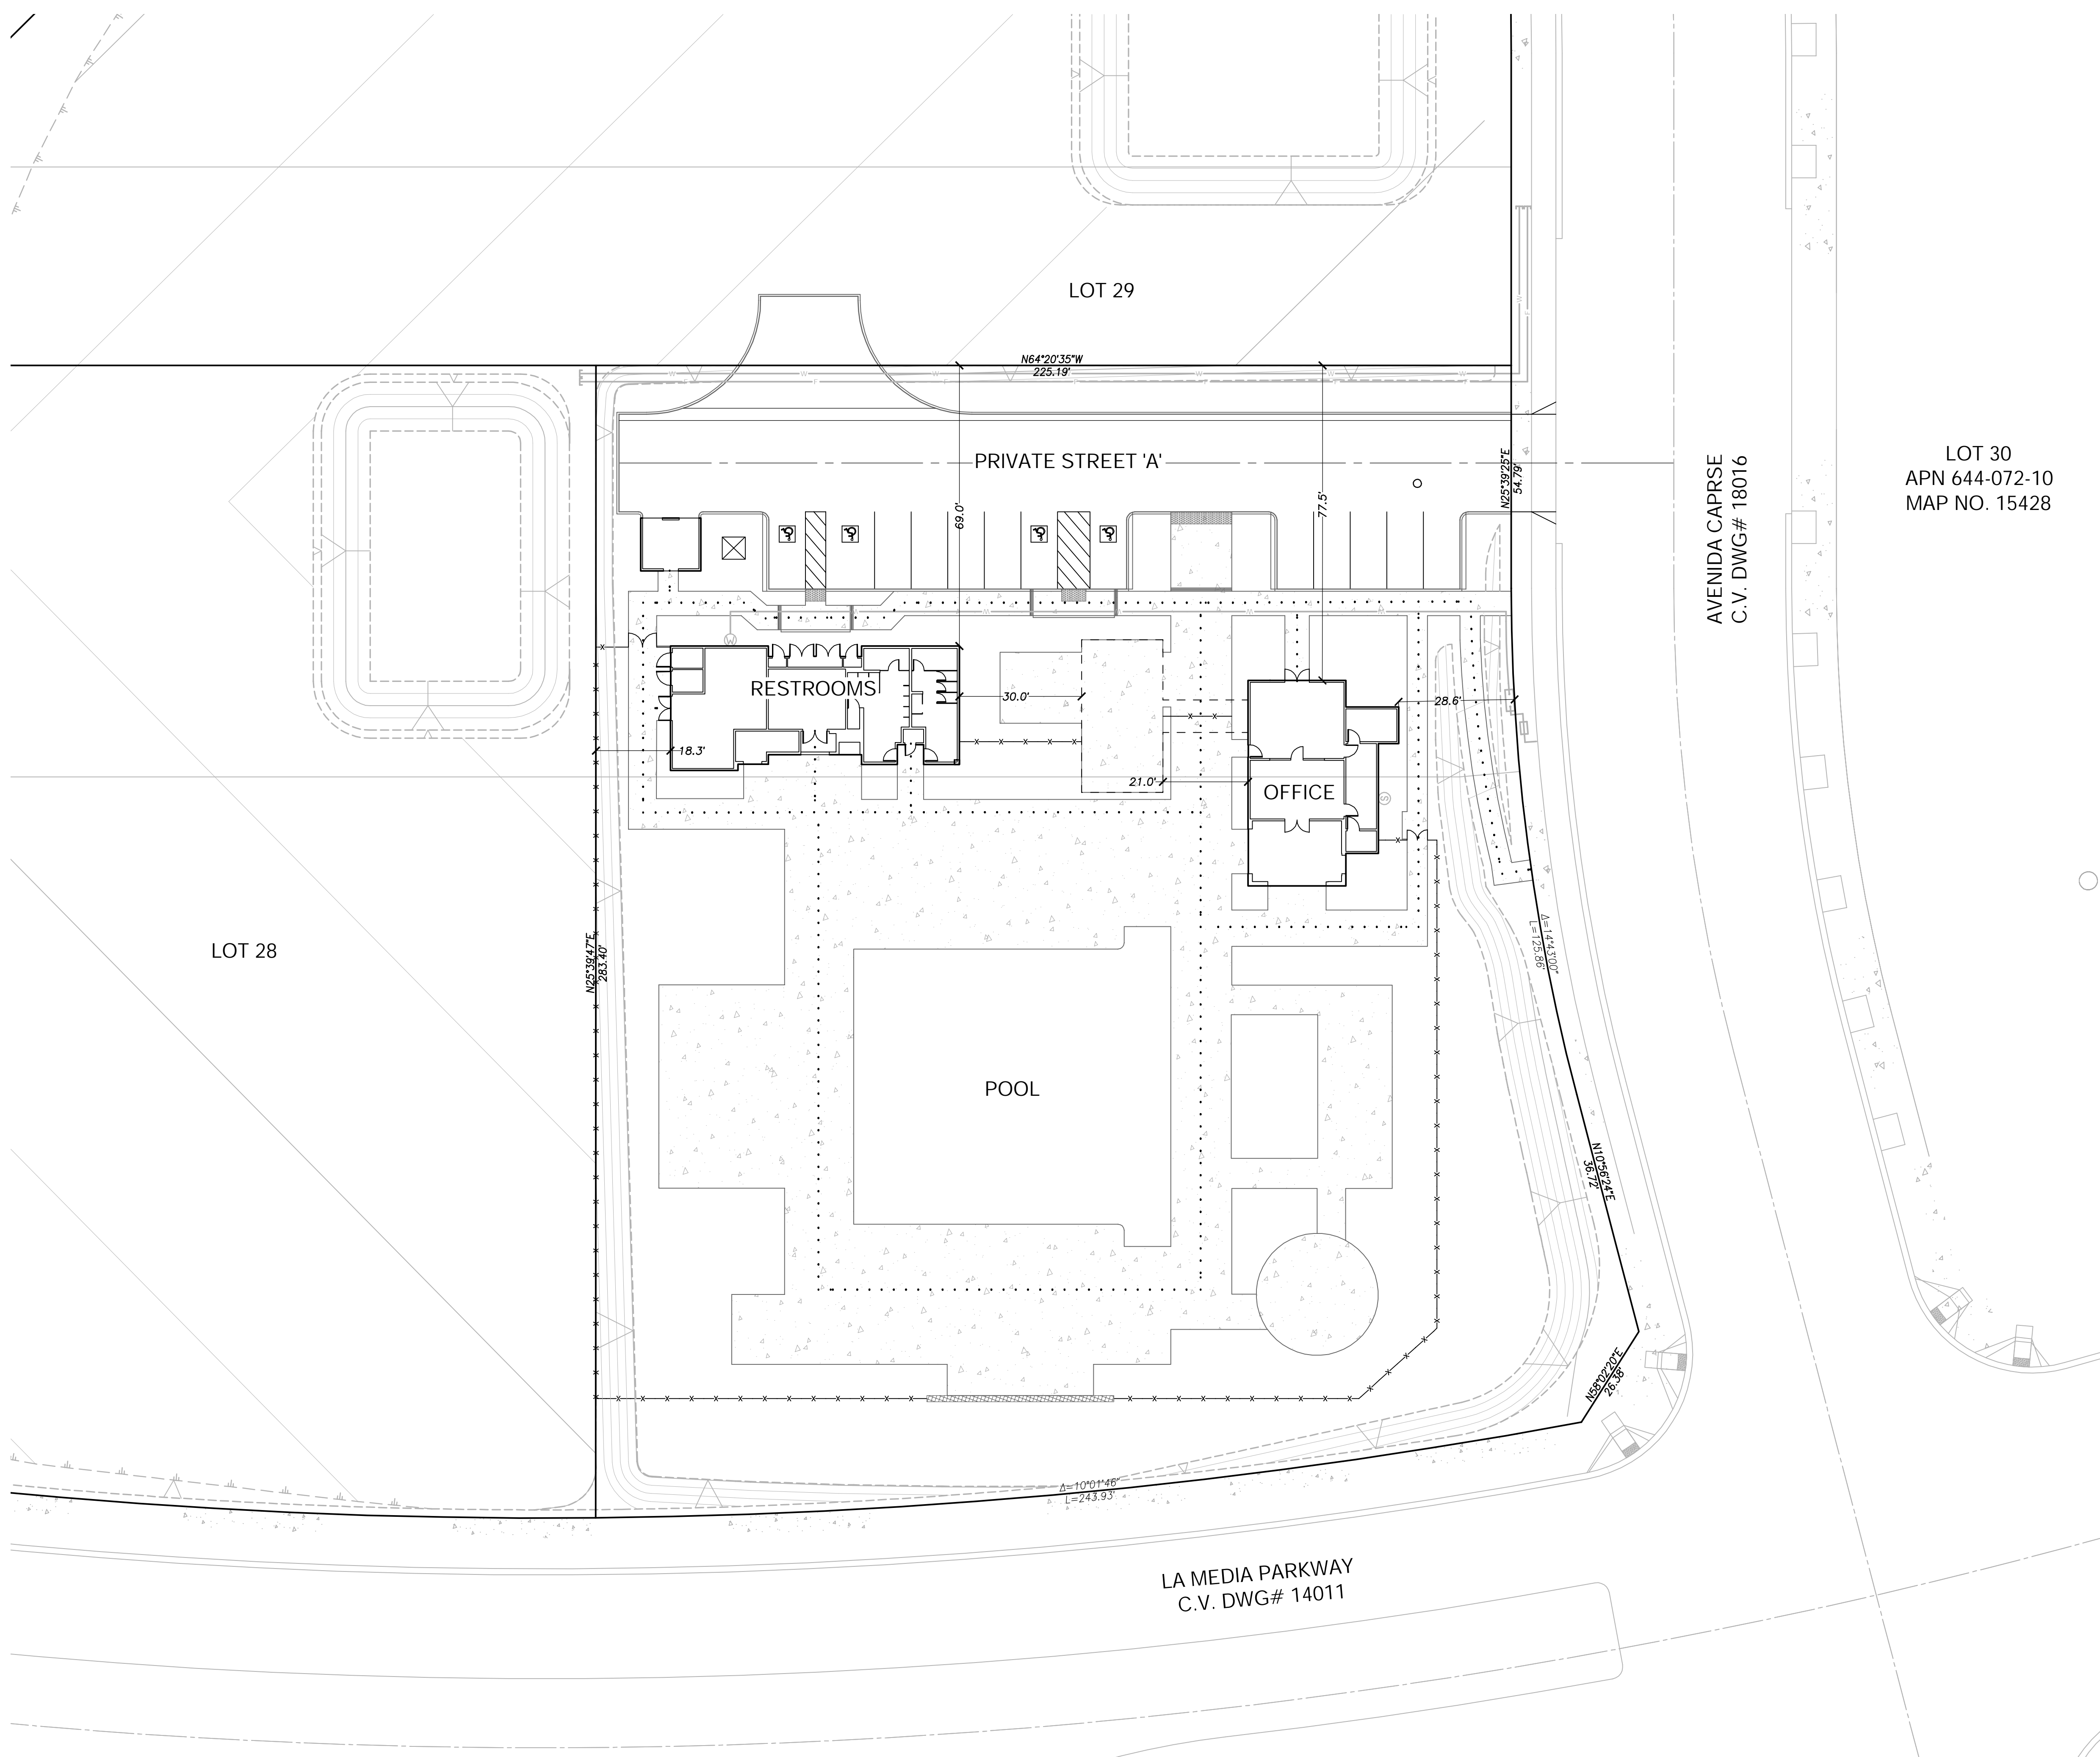 LOT 29
N64°20'35"W
225.19'
PRIVATE STREET 'A'
69.0'
77.5'
N25°39'25"E
54.79'
AVENIDA CAPRSE
C.V. DWG# 18016
LOT 30
APN 644-072-10
MAP NO. 15428
RESTROOMS
30.0'
28.6'
18.3'
21.0'
OFFICE
LOT 28
N25°39'47"E
283.40'
Δ=14°43'00"
L=125.86'
POOL
N10°56'24"E
36.72'
N58°02'20"E
26.38'
Δ=10°01'46"
L=243.93'
LA MEDIA PARKWAY
C.V. DWG# 14011